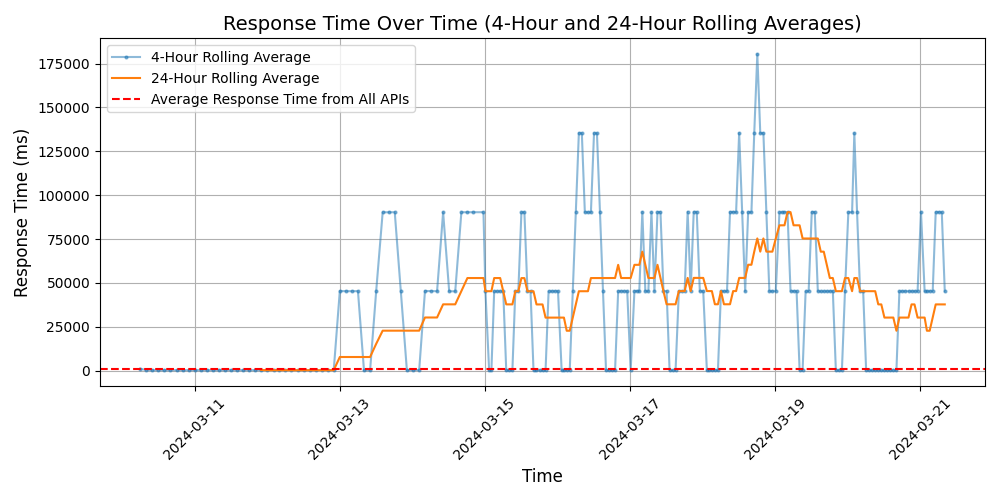 Response Time Over Time (4-Hour and 24-Hour Rolling Averages)
4-Hour Rolling Average
24-Hour Rolling Average
Average Response Time from All APIs
Response Time (ms)
175000
150000
125000
100000
75000
50000
25000
0
2024-03-11
2024-03-13
2024-03-15
2024-03-17
2024-03-19
2024-03-21
Time